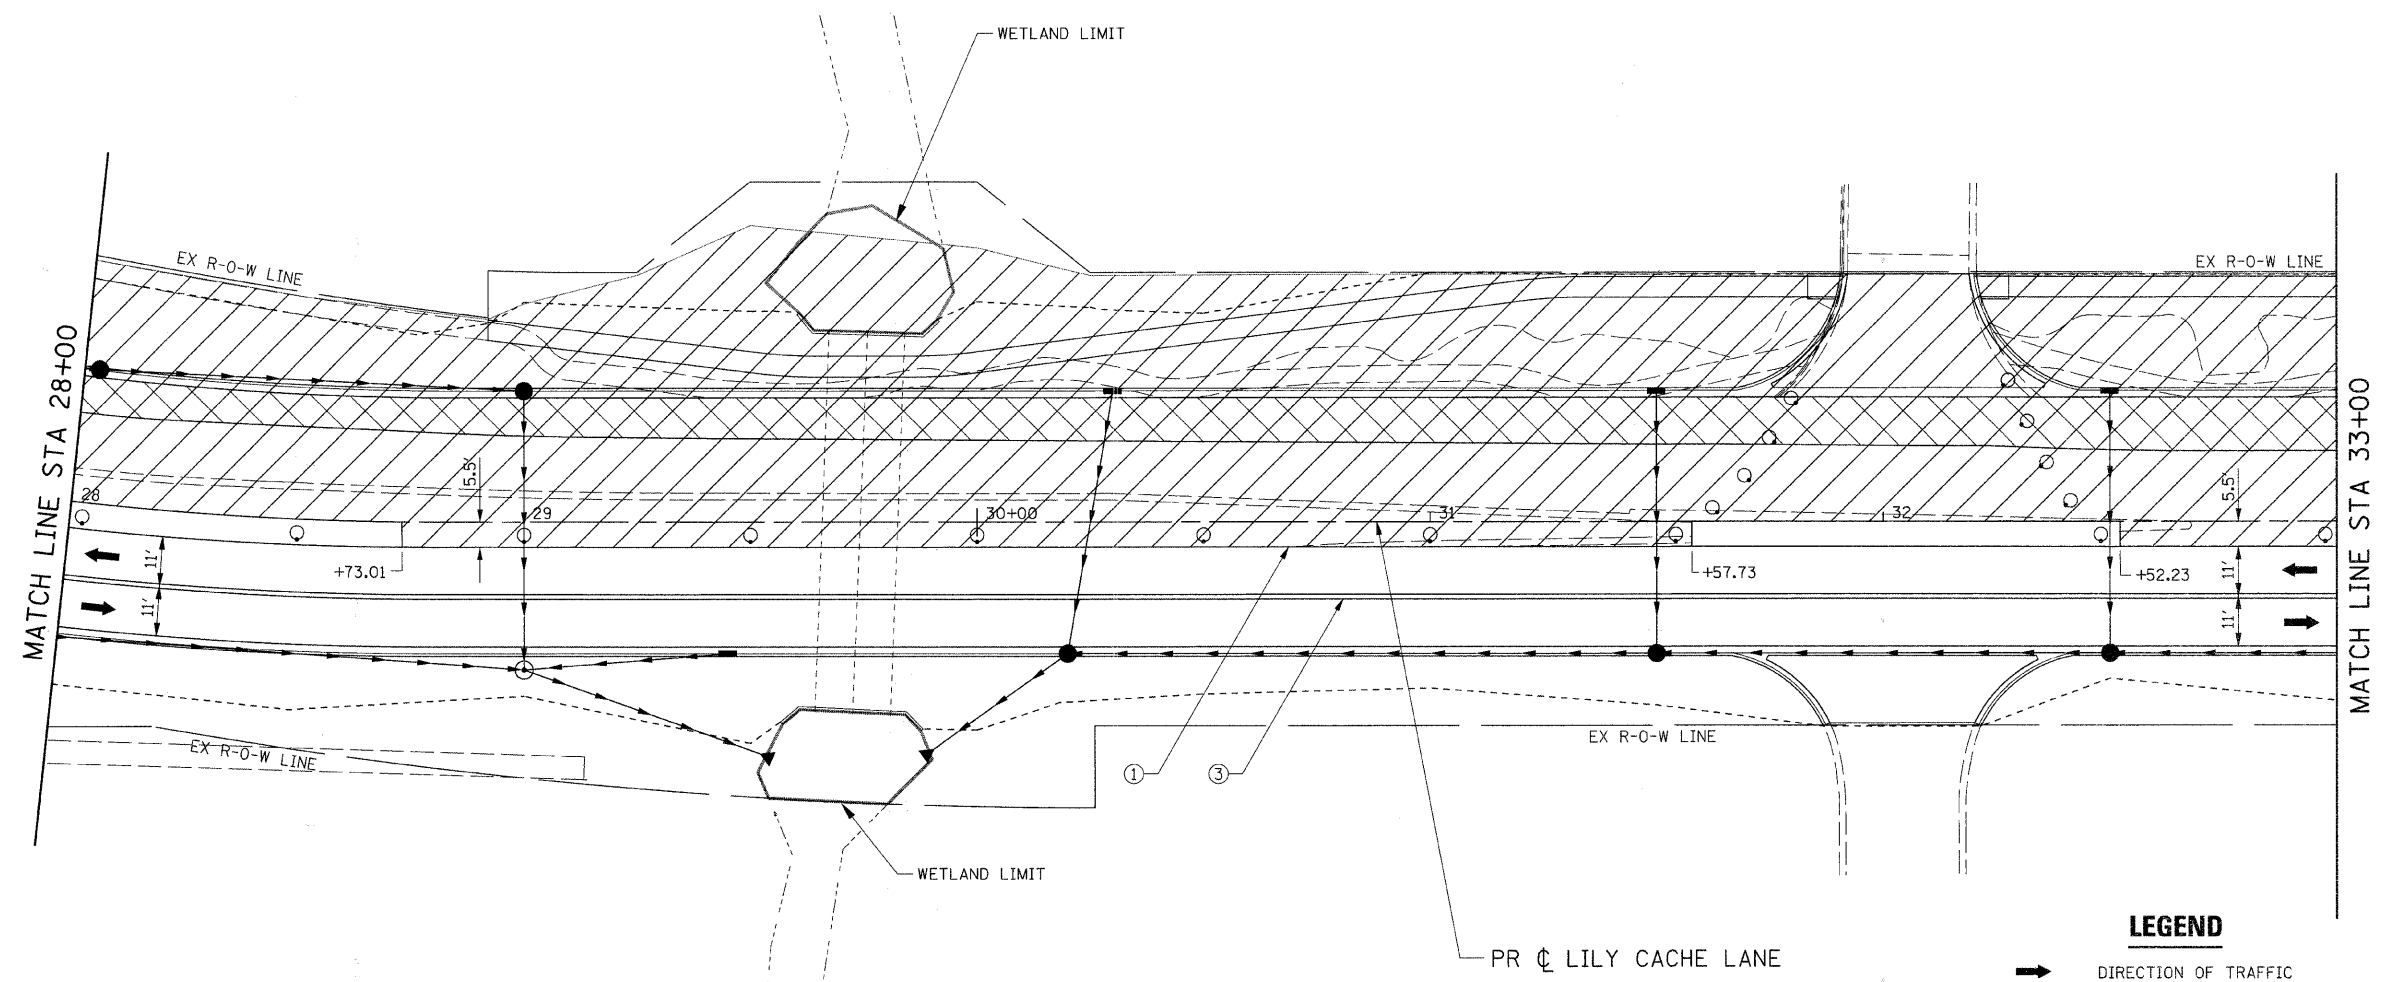 WETLAND LIMIT
EX R-O-W LINE
EX R-O-W LINE
MATCH LINE STA 28+00
MATCH LINE STA 33+00
28
5.5'
29
30+00
31
32
5.5'
11'
11'
+73.01
+57.73
+52.23
11'
11'
EX R-O-W LINE
EX R-O-W LINE
1
3
WETLAND LIMIT
PR ℄ LILY CACHE LANE
LEGEND
DIRECTION OF TRAFFIC